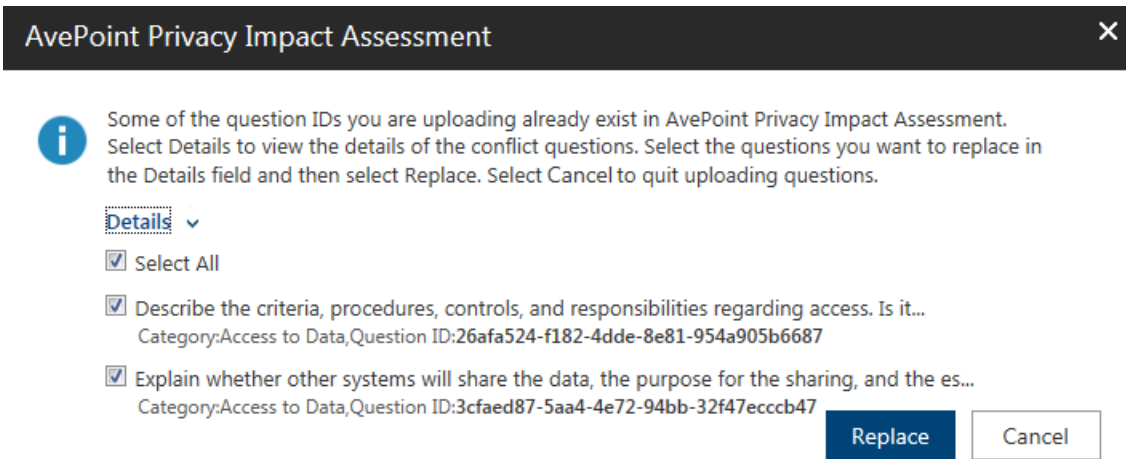 AvePoint Privacy Impact Assessment
Some of the question IDs you are uploading already exist in AvePoint Privacy Impact Assessment.
Select Details to view the details of the conflict questions. Select the questions you want to replace in
the Details field and then select Replace. Select Cancel to quit uploading questions.
Details
Select All
Describe the criteria, procedures, controls, and responsibilities regarding access. Is it...
Category:Access to Data,Question ID:26afa524-f182-4dde-8e81-954a905b6687
Explain whether other systems will share the data, the purpose for the sharing, and the es...
Category:Access to Data,Question ID:3cfaed87-5aa4-4e72-94bb-32f47ecccb47
Replace Cancel